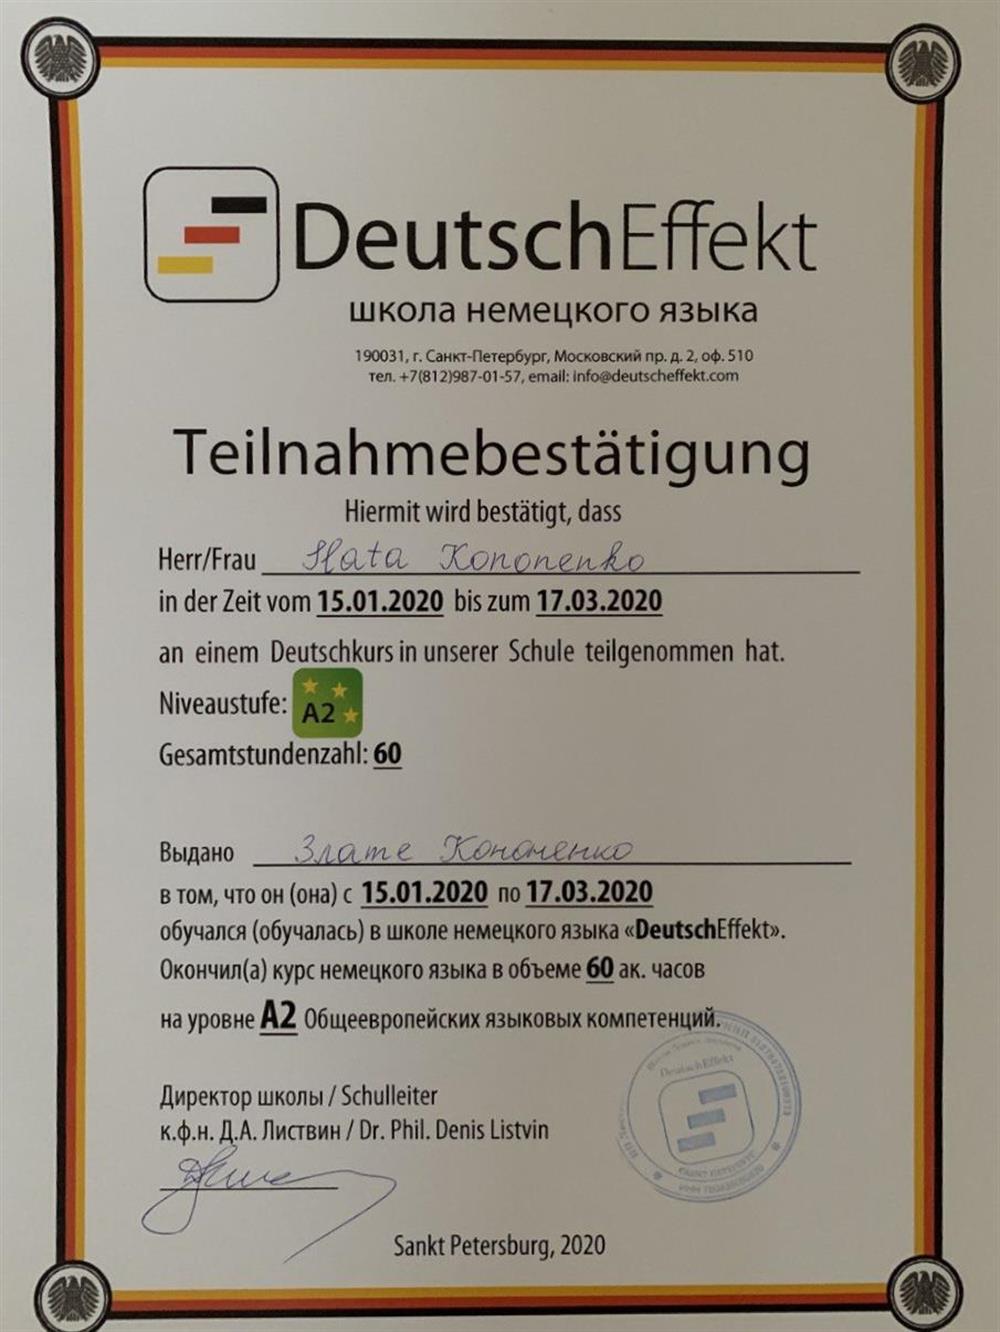 DeutschEffekt
школа немецкого языка
190031, г. Санкт-Петербург, Московский пр. д. 2, оф. 510
тел. +7(812)987-01-57, email: info@deutscheffekt.com
Teilnahmebestätigung
Hiermit wird bestätigt, dass
Herr/Frau Zlata Kononenko
in der Zeit vom 15.01.2020 bis zum 17.03.2020
an einem Deutschkurs in unserer Schule teilgenommen hat.
Niveaustufe: A2
Gesamtstundenzahl: 60
Выдано Злате Кононенко
в том, что он (она) с 15.01.2020 по 17.03.2020
обучался (обучалась) в школе немецкого языка «DeutschEffekt».
Окончил(а) курс немецкого языка в объеме 60 ак. часов
на уровне A2 Общеевропейских языковых компетенций.
Директор школы / Schulleiter
к.ф.н. Д.А. Листвин / Dr. Phil. Denis Listvin
DeutschEffekt
САНКТ-ПЕТЕРБУРГ
Sankt Petersburg, 2020